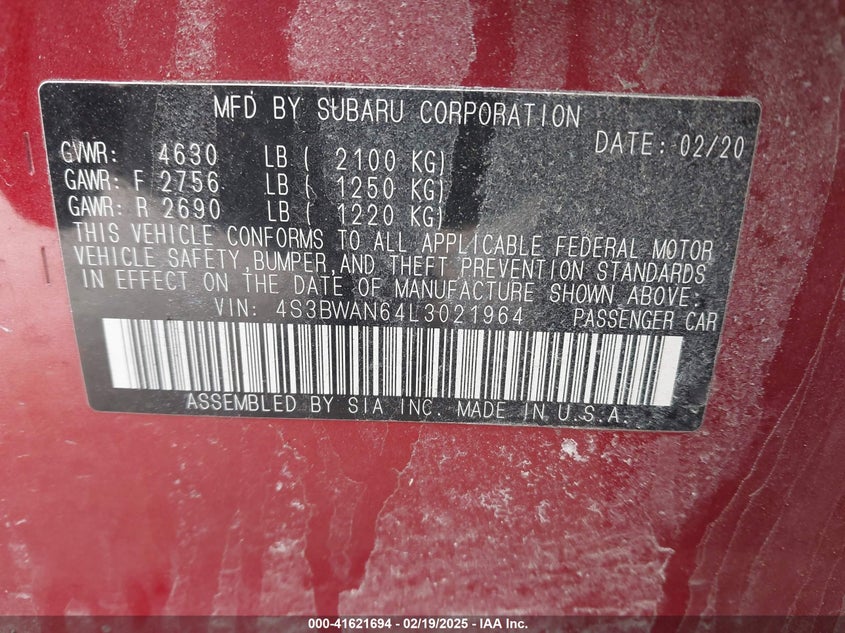 MFD BY SUBARU CORPORATION
DATE: 02/20
GVWR: 4630 LB ( 2100 KG)
GAWR: F 2756 LB ( 1250 KG)
GAWR: R 2690 LB ( 1220 KG)
THIS VEHICLE CONFORMS TO ALL APPLICABLE FEDERAL MOTOR
VEHICLE SAFETY,BUMPER,AND THEFT PREVENTION STANDARDS
IN EFFECT ON THE DATE OF MANUFACTURE SHOWN ABOVE:
VIN: 4S3BWAN64L3021964 PASSENGER CAR
ASSEMBLED BY SIA INC. MADE IN U.S.A.
000-41621694 - 02/19/2025 - IAA Inc.